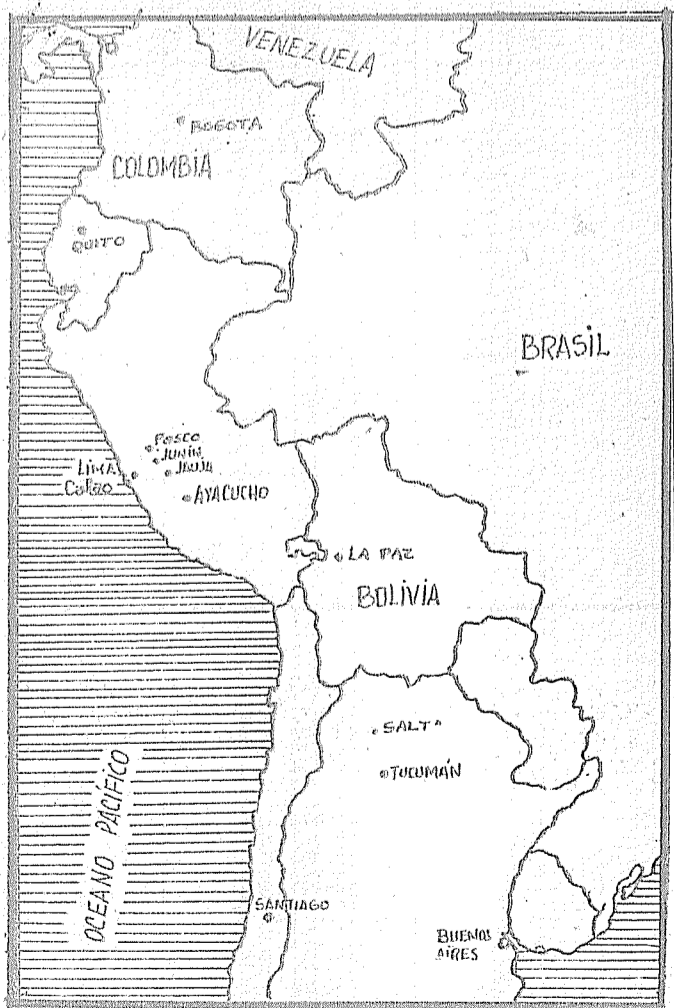 VENEZUELA
BOGOTA
COLOMBIA
QUITO
BRASIL
PASCO
JUNÍN
JAUJA
LIMA
Callao
AYACUCHO
LA PAZ
BOLIVIA
SALTA
TUCUMÁN
OCEANO PACÍFICO
SANTIAGO
BUENOS
AIRES